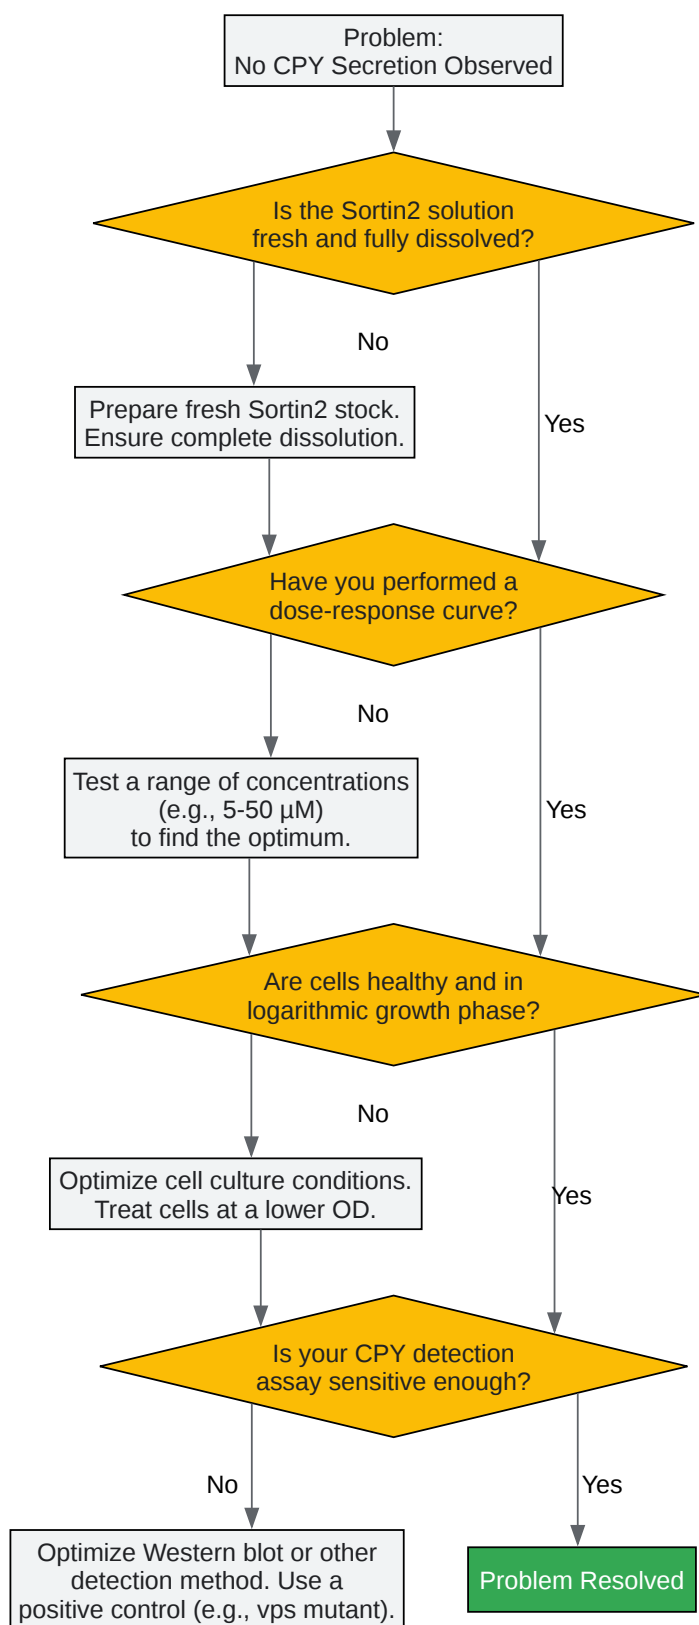 Problem:
No CPY Secretion Observed
Is the Sortin2 solution
fresh and fully dissolved?
No
Prepare fresh Sortin2 stock.
Ensure complete dissolution.
Yes
Have you performed a
dose-response curve?
No
Test a range of concentrations
(e.g., 5-50 µM)
to find the optimum.
Yes
Are cells healthy and in
logarithmic growth phase?
No
Optimize cell culture conditions.
Treat cells at a lower OD.
Yes
Is your CPY detection
assay sensitive enough?
No
Yes
Optimize Western blot or other
detection method. Use a
positive control (e.g., vps mutant).
Problem Resolved